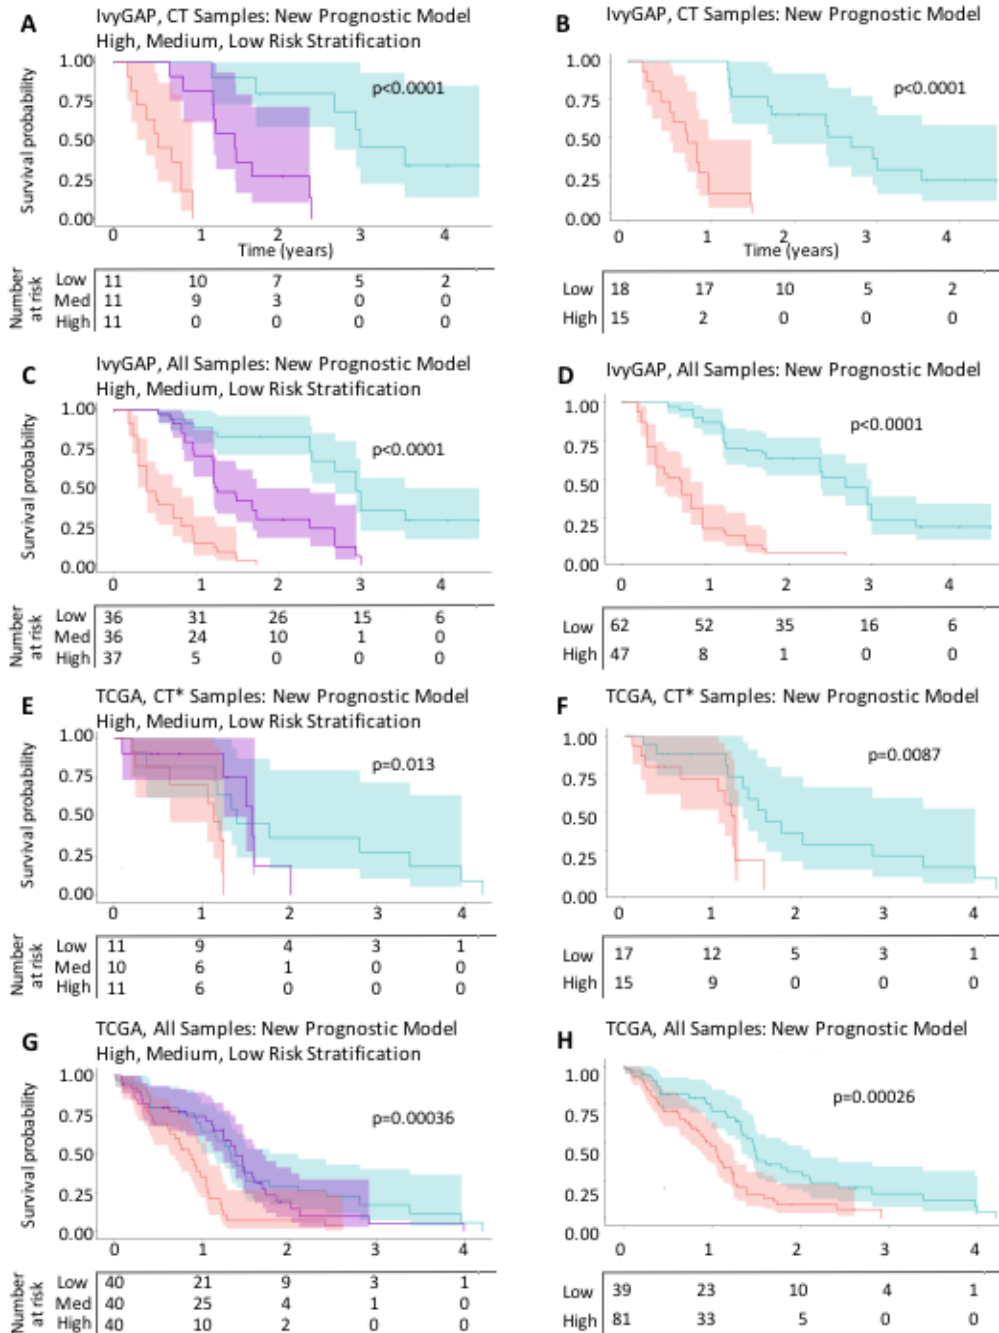 A
IvyGAP, CT Samples: New Prognostic Model
High, Medium, Low Risk Stratification
Survival probability
1.00
0.75
0.50
0.25
0.00
p<0.0001
0 1 2 3 4
Time (years)
Number at risk
Low 11 10 7 5 2
Med 11 9 3 0 0
High 11 0 0 0 0
B
IvyGAP, CT Samples: New Prognostic Model
1.00
0.75
0.50
0.25
0.00
p<0.0001
0 1 2 3 4
Time (years)
Low 18 17 10 5 2
High 15 2 0 0 0
C
IvyGAP, All Samples: New Prognostic Model
High, Medium, Low Risk Stratification
Survival probability
1.00
0.75
0.50
0.25
0.00
p<0.0001
0 1 2 3 4
Number at risk
Low 36 31 26 15 6
Med 36 24 10 1 0
High 37 5 0 0 0
D
IvyGAP, All Samples: New Prognostic Model
1.00
0.75
0.50
0.25
0.00
p<0.0001
0 1 2 3 4
Low 62 52 35 16 6
High 47 8 1 0 0
E
TCGA, CT* Samples: New Prognostic Model
High, Medium, Low Risk Stratification
Survival probability
1.00
0.75
0.50
0.25
0.00
p=0.013
0 1 2 3 4
Number at risk
Low 11 9 4 3 1
Med 10 6 1 0 0
High 11 6 0 0 0
F
TCGA, CT* Samples: New Prognostic Model
1.00
0.75
0.50
0.25
0.00
p=0.0087
0 1 2 3 4
Low 17 12 5 3 1
High 15 9 0 0 0
G
TCGA, All Samples: New Prognostic Model
High, Medium, Low Risk Stratification
Survival probability
1.00
0.75
0.50
0.25
0.00
p=0.00036
0 1 2 3 4
Number at risk
Low 40 21 9 3 1
Med 40 25 4 1 0
High 40 10 2 0 0
H
TCGA, All Samples: New Prognostic Model
1.00
0.75
0.50
0.25
0.00
p=0.00026
0 1 2 3 4
Low 39 23 10 4 1
High 81 33 5 0 0